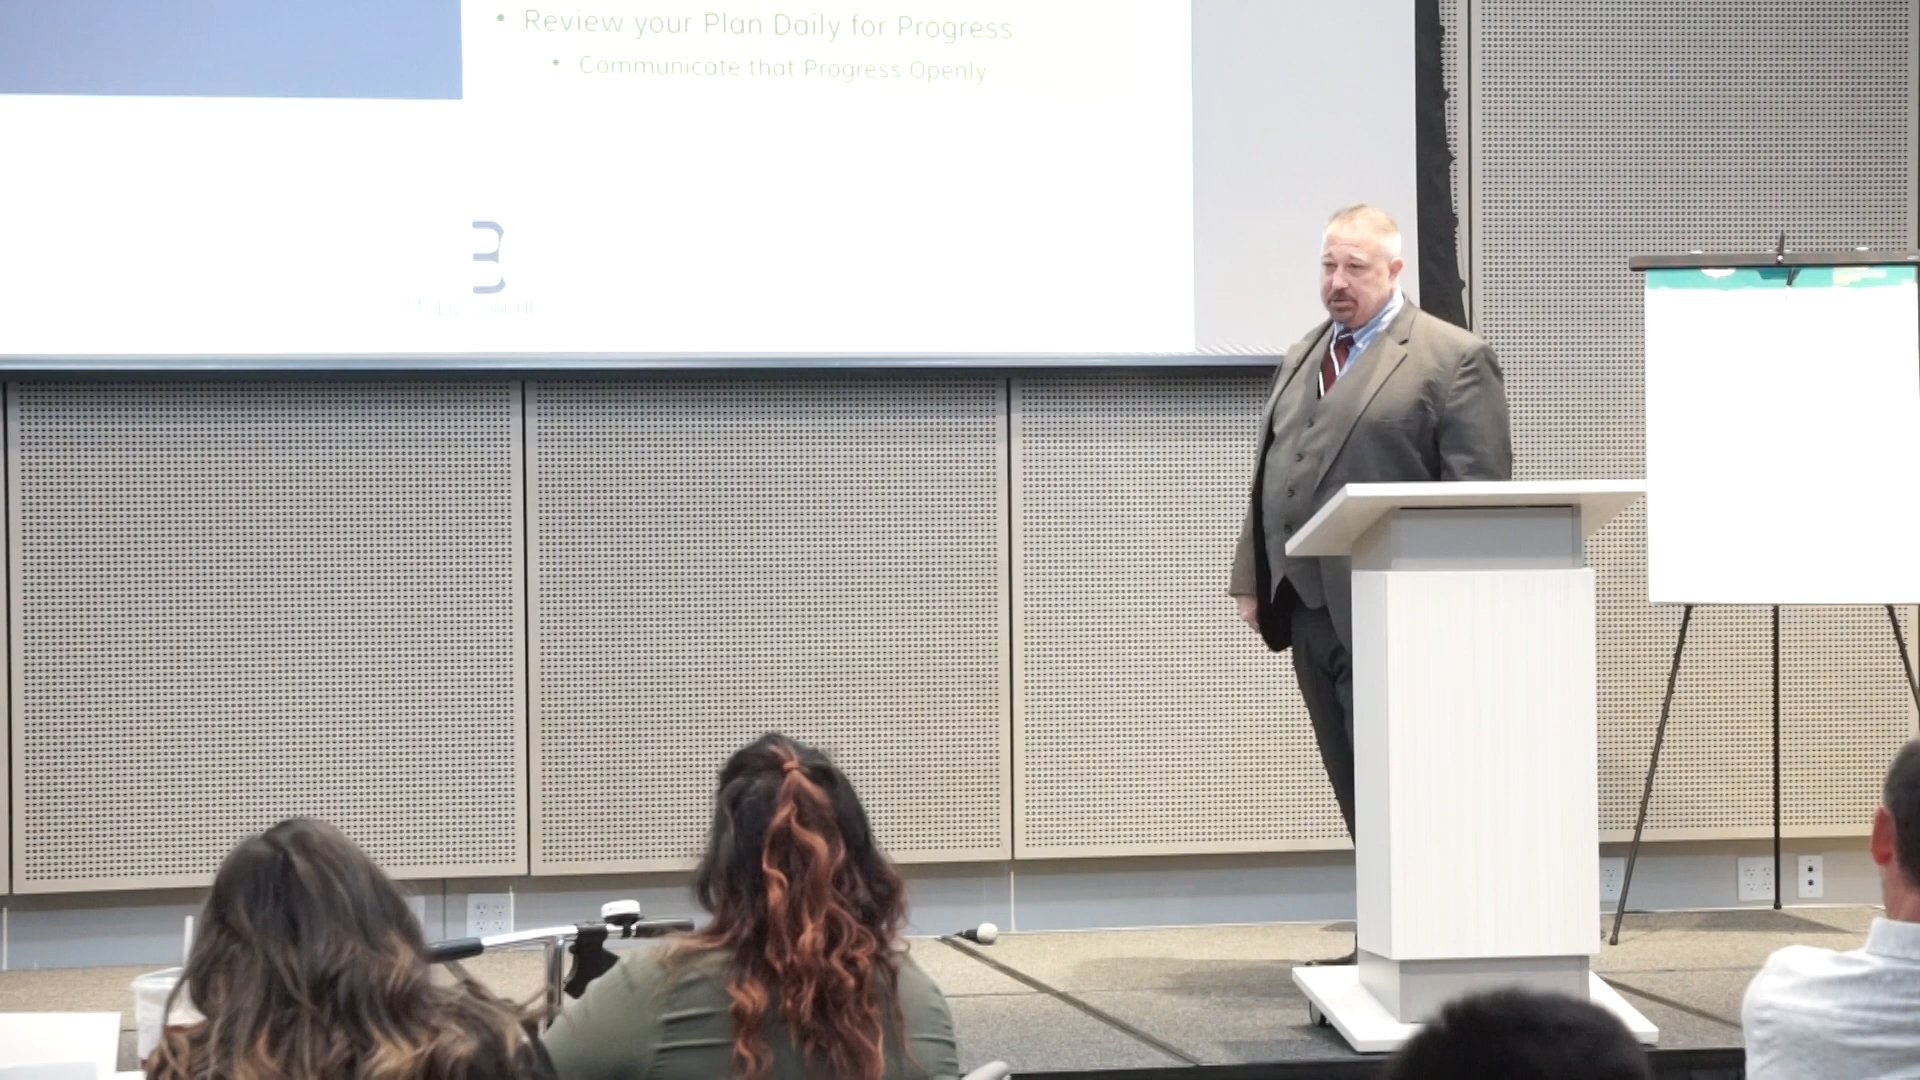 • Review your Plan Daily for Progress
• Communicate that Progress Openly